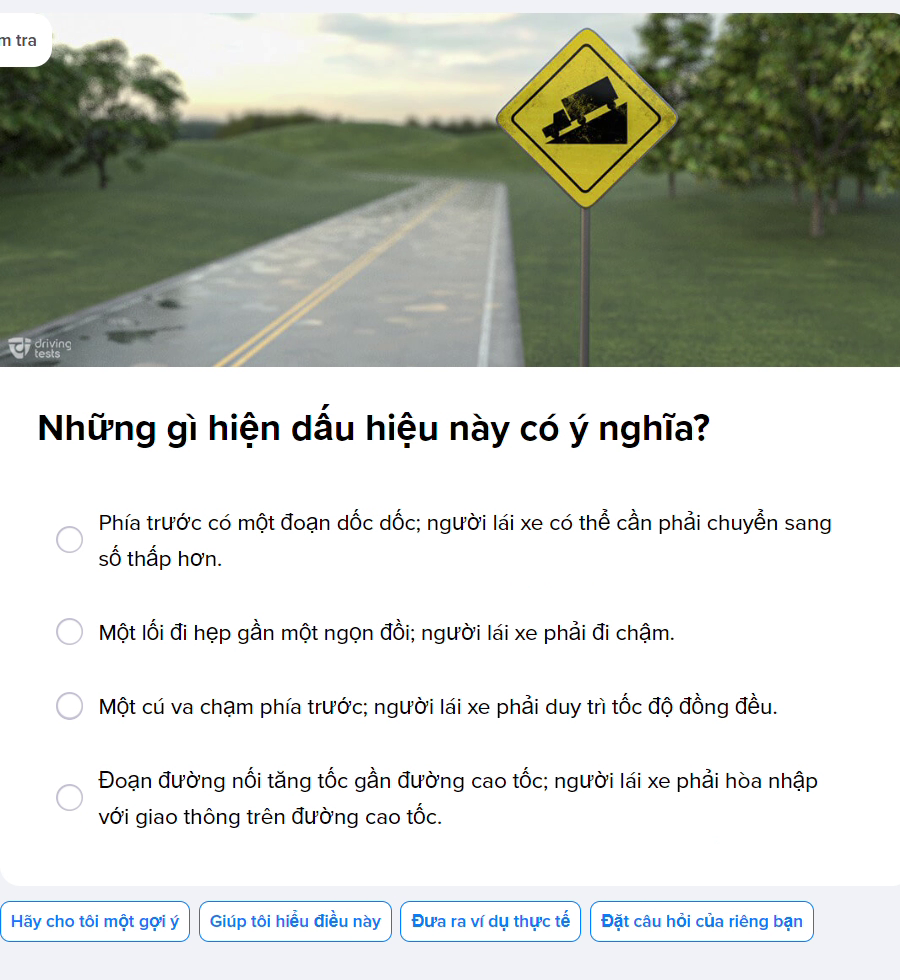 m tra
driving
tests
Những gì hiện dấu hiệu này có ý nghĩa?
Phía trước có một đoạn dốc dốc; người lái xe có thể cần phải chuyển sang
số thấp hơn.
Một lối đi hẹp gần một ngọn đồi; người lái xe phải đi chậm.
Một cú va chạm phía trước; người lái xe phải duy trì tốc độ đồng đều.
Đoạn đường nối tăng tốc gần đường cao tốc; người lái xe phải hòa nhập
với giao thông trên đường cao tốc.
Hãy cho tôi một gợi ý
Giúp tôi hiểu điều này
Đưa ra ví dụ thực tế
Đặt câu hỏi của riêng bạn